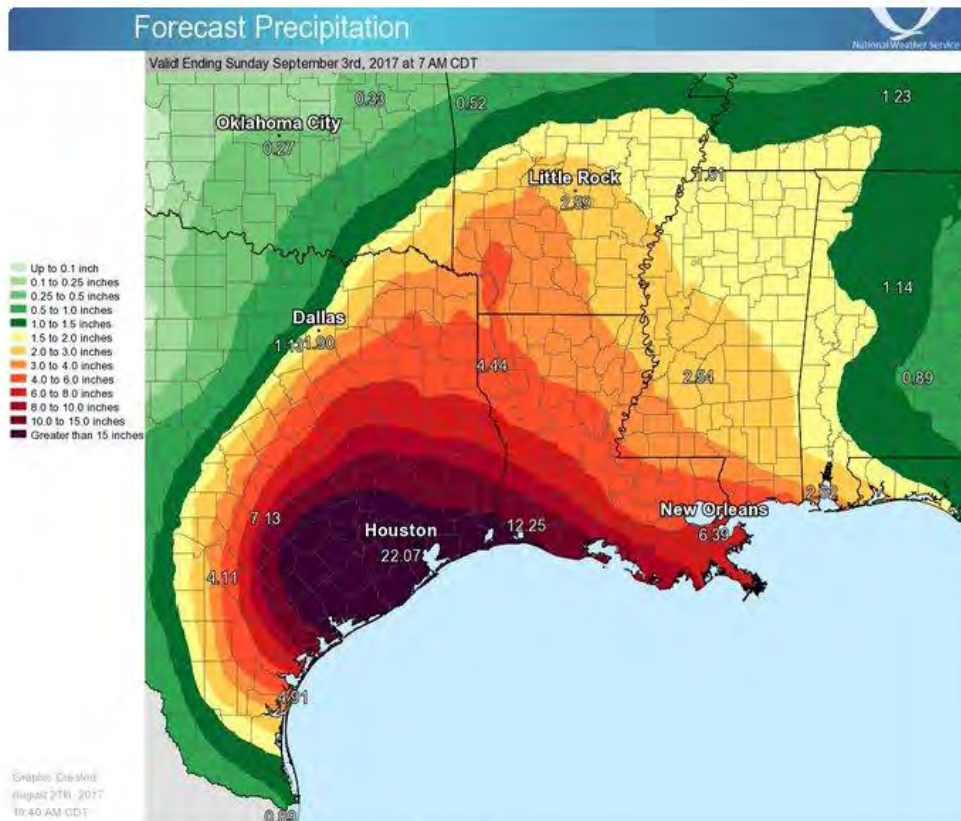 Forecast Precipitation
National Weather Service
Valid Ending Sunday September 3rd, 2017 at 7 AM CDT
0.33
0.52
1.23
Oklahoma City
0.27
Little Rock
2.89
1.51
Up to 0.1 inch
0.1 to 0.25 inches
0.25 to 0.5 inches
0.5 to 1.0 inches
1.0 to 1.5 inches
1.5 to 2.0 inches
2.0 to 3.0 inches
3.0 to 4.0 inches
4.0 to 6.0 inches
6.0 to 8.0 inches
8.0 to 10.0 inches
10.0 to 15.0 inches
Greater than 15 inches
1.14
Dallas
1.90
4.44
2.54
0.89
7.13
Houston
22.07
12.25
New Orleans
6.39
4.11
Graphic Created
August 27th, 2017
10:40 AM CDT